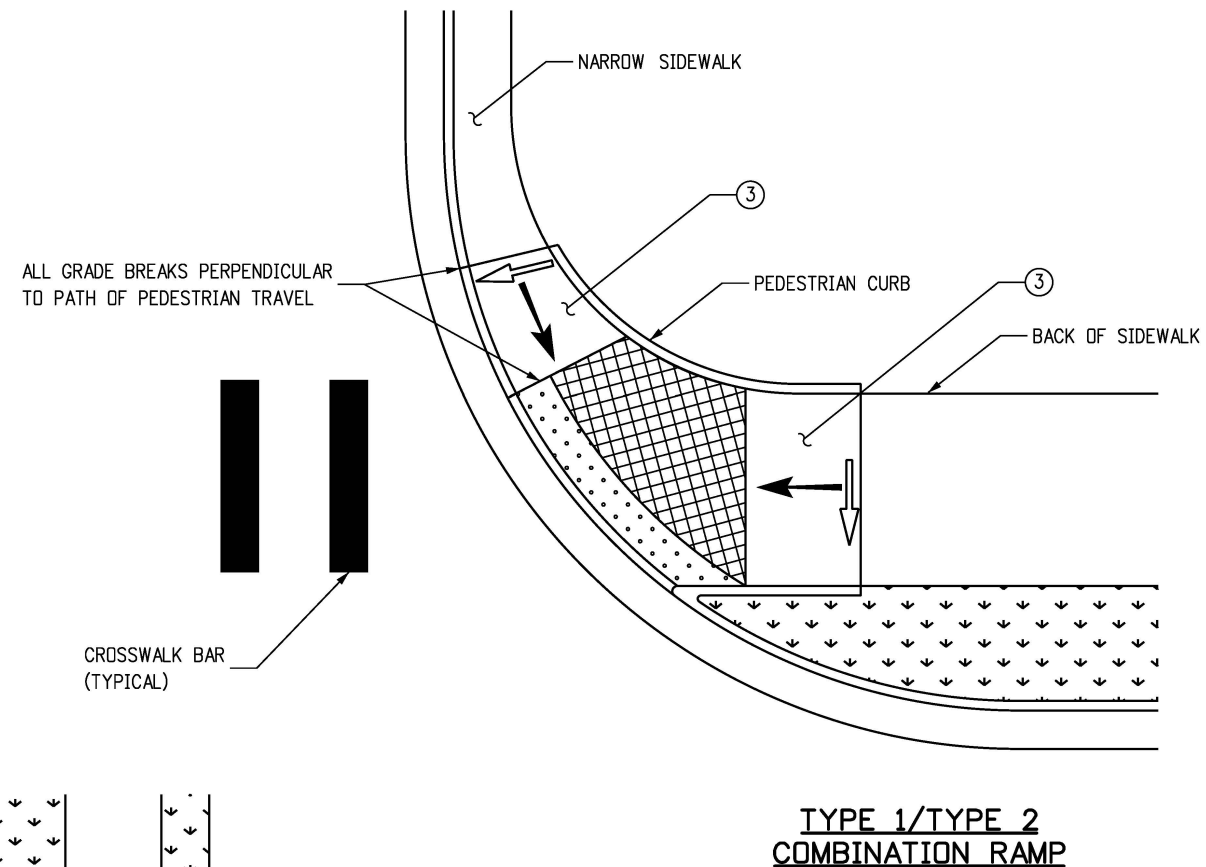 NARROW SIDEWALK
3
ALL GRADE BREAKS PERPENDICULAR
TO PATH OF PEDESTRIAN TRAVEL
PEDESTRIAN CURB
3
BACK OF SIDEWALK
CROSSWALK BAR
(TYPICAL)
TYPE 1/TYPE 2
COMBINATION RAMP